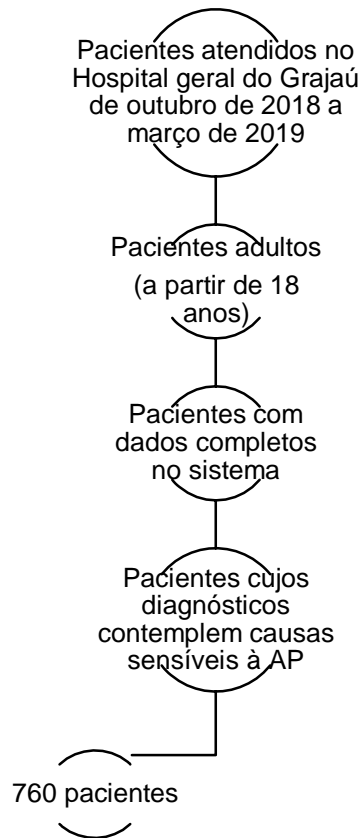 Pacientes atendidos no
Hospital geral do Grajaú
de outubro de 2018 a
março de 2019
Pacientes adultos
(a partir de 18
anos)
Pacientes com
dados completos
no sistema
Pacientes cujos
diagnósticos
contemplem causas
sensíveis à AP
760 pacientes